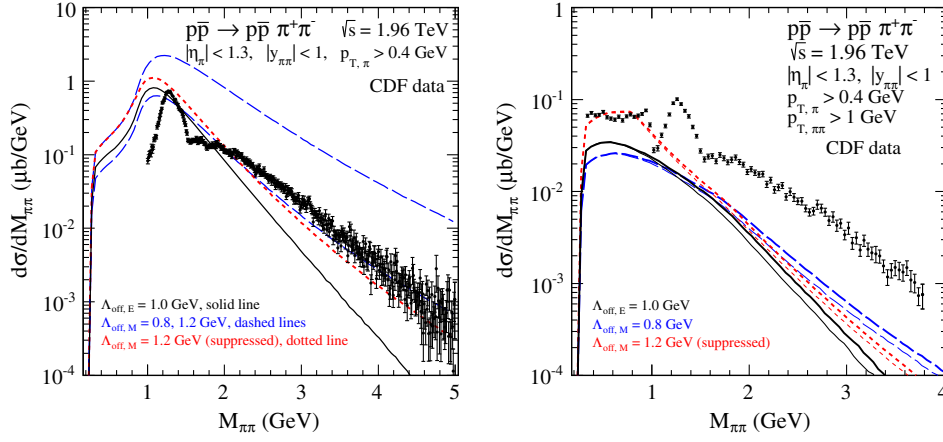 pp̅ → pp̅ π⁺π⁻ √s = 1.96 TeV
|η_π| < 1.3, |y_ππ| < 1, p_T, π > 0.4 GeV
CDF data
dσ/dM_ππ (μb/GeV)
10
1
10⁻¹
10⁻²
10⁻³
10⁻⁴
Λ_off, E = 1.0 GeV, solid line
Λ_off, M = 0.8, 1.2 GeV, dashed lines
Λ_off, M = 1.2 GeV (suppressed), dotted line
0 1 2 3 4 5
M_ππ (GeV)
pp̅ → pp̅ π⁺π⁻
√s = 1.96 TeV
|η_π| < 1.3, |y_ππ| < 1
p_T, π > 0.4 GeV
p_T, ππ > 1 GeV
CDF data
dσ/dM_ππ (μb/GeV)
1
10⁻¹
10⁻²
10⁻³
10⁻⁴
Λ_off, E = 1.0 GeV
Λ_off, M = 0.8 GeV
Λ_off, M = 1.2 GeV (suppressed)
0 1 2 3 4
M_ππ (GeV)